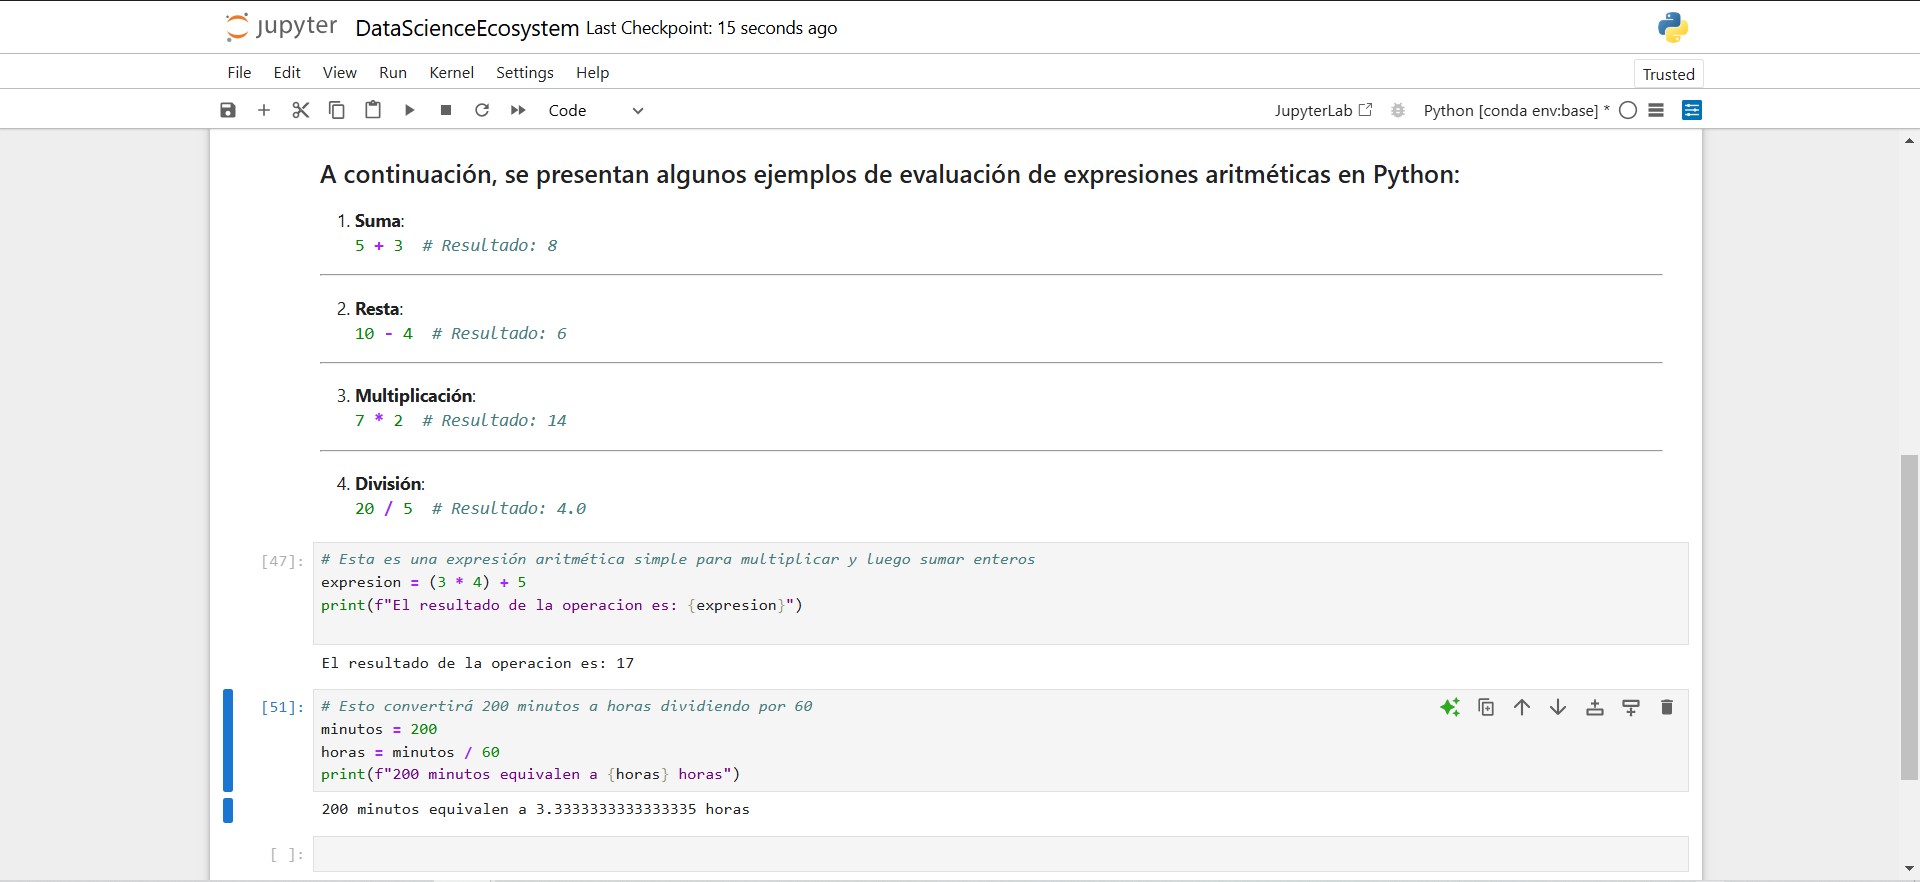 jupyter DataScienceEcosystem Last Checkpoint: 15 seconds ago
File Edit View Run Kernel Settings Help Trusted
Code JupyterLab Python [conda env:base] *
A continuación, se presentan algunos ejemplos de evaluación de expresiones aritméticas en Python:
1. Suma:
5 + 3  # Resultado: 8
2. Resta:
10 - 4  # Resultado: 6
3. Multiplicación:
7 * 2  # Resultado: 14
4. División:
20 / 5  # Resultado: 4.0
[47]: # Esta es una expresión aritmética simple para multiplicar y luego sumar enteros
expresion = (3 * 4) + 5
print(f"El resultado de la operacion es: {expresion}")
El resultado de la operacion es: 17
[51]: # Esto convertirá 200 minutos a horas dividiendo por 60
minutos = 200
horas = minutos / 60
print(f"200 minutos equivalen a {horas} horas")
200 minutos equivalen a 3.3333333333333335 horas
[ ]: